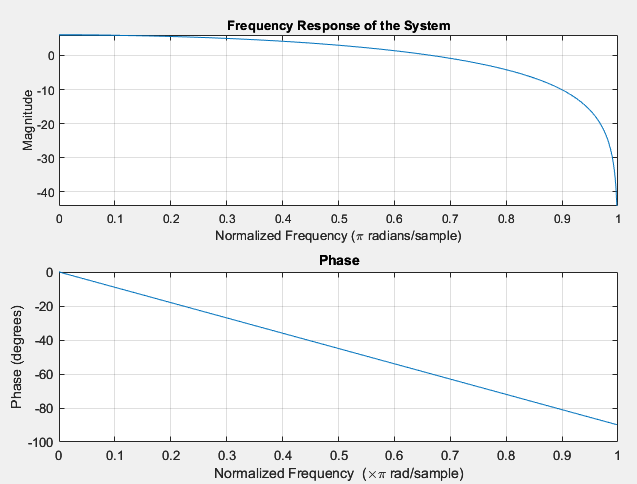 Frequency Response of the System
Magnitude
0
-10
-20
-30
-40
0 0.1 0.2 0.3 0.4 0.5 0.6 0.7 0.8 0.9 1
Normalized Frequency (π radians/sample)
Phase
Phase (degrees)
0
-20
-40
-60
-80
-100
0 0.1 0.2 0.3 0.4 0.5 0.6 0.7 0.8 0.9 1
Normalized Frequency (×π rad/sample)